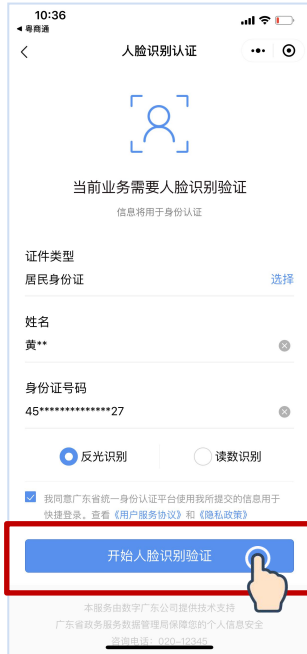 10:36
◀ 粤商通
人脸识别认证
当前业务需要人脸识别验证
信息将用于身份认证
证件类型
居民身份证
选择
姓名
黄**
身份证号码
45**************27
反光识别
读数识别
我同意广东省统一身份认证平台使用我所提交的信息用于
快捷登录。查看《用户服务协议》和《隐私政策》
开始人脸识别验证
本服务由数字广东公司提供技术支持
广东省政务服务数据管理局保障您的个人信息安全
咨询电话：020-12345